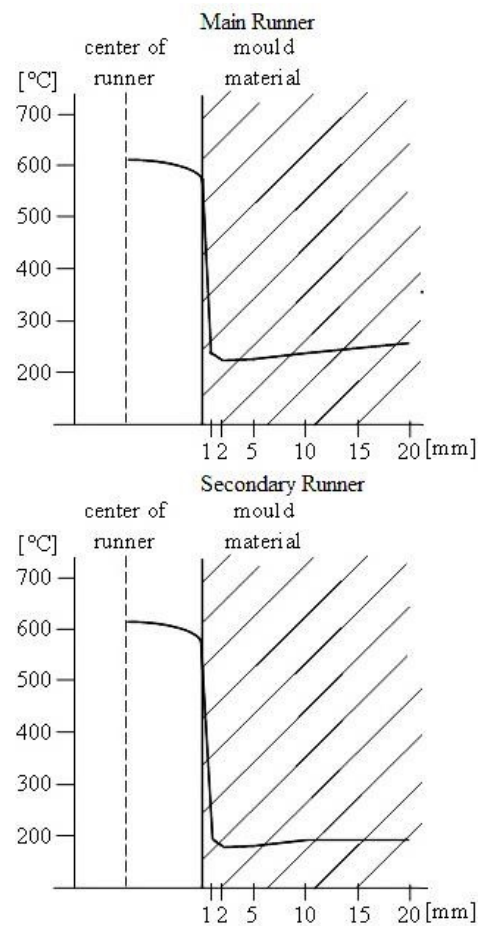 Main Runner
center of mould
runner material
[°C]
700
600
500
400
300
200
1 2 5 10 15 20 [mm]
Secondary Runner
center of mould
runner material
[°C]
700
600
500
400
300
200
1 2 5 10 15 20 [mm]